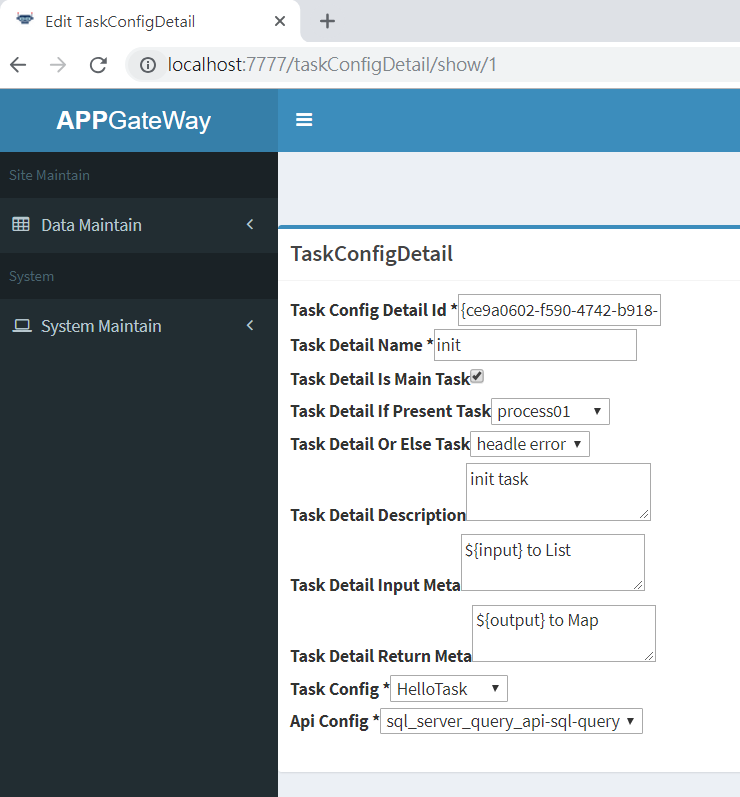 Edit TaskConfigDetail
localhost:7777/taskConfigDetail/show/1
APPGateWay
Site Maintain
Data Maintain
System
System Maintain
TaskConfigDetail
Task Config Detail Id * {ce9a0602-f590-4742-b918-
Task Detail Name * init
Task Detail Is Main Task
Task Detail If Present Task process01
Task Detail Or Else Task headle error
init task
Task Detail Description
${input} to List
Task Detail Input Meta
${output} to Map
Task Detail Return Meta
Task Config * HelloTask
Api Config * sql_server_query_api-sql-query